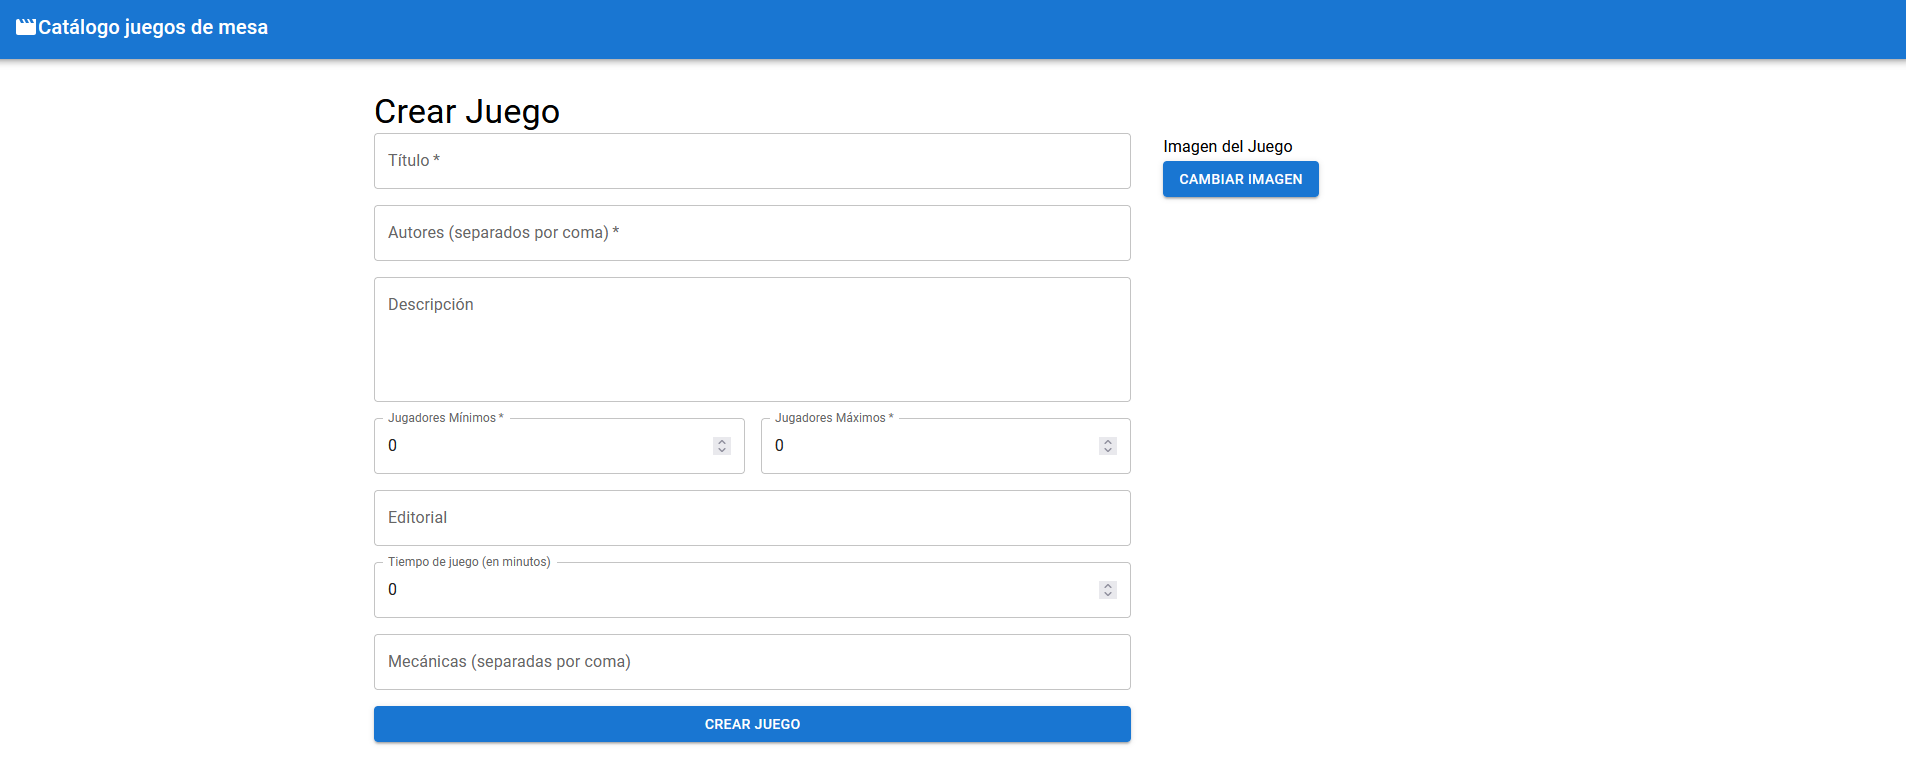 Catálogo juegos de mesa
Crear Juego
Título *
Imagen del Juego
CAMBIAR IMAGEN
Autores (separados por coma) *
Descripción
Jugadores Mínimos *
0
Jugadores Máximos *
0
Editorial
Tiempo de juego (en minutos)
0
Mecánicas (separadas por coma)
CREAR JUEGO